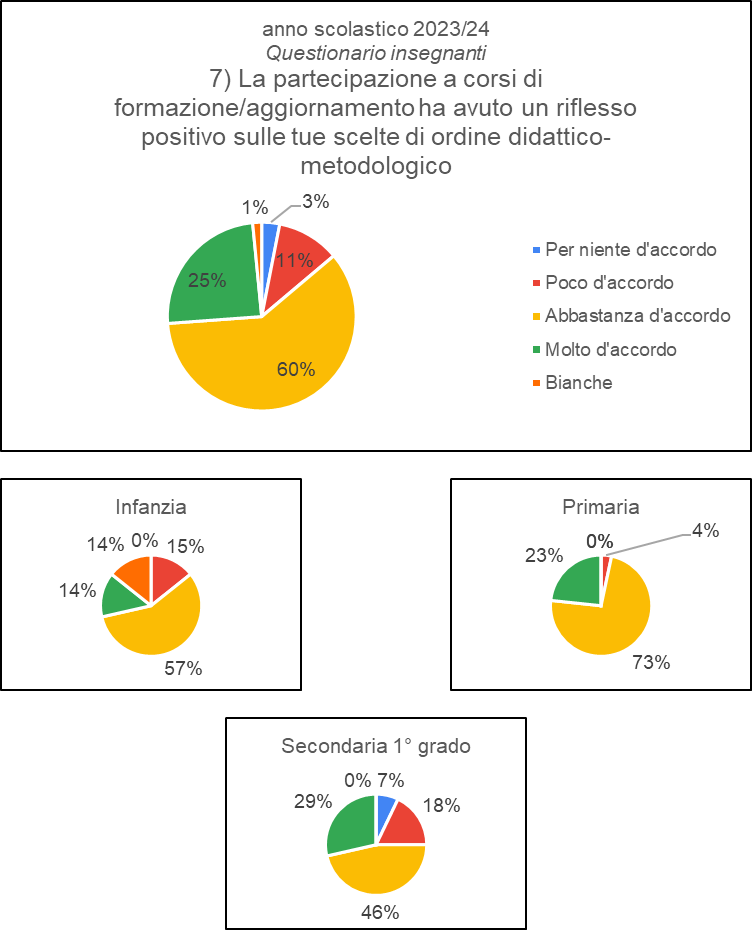 anno scolastico 2023/24
Questionario insegnanti
7) La partecipazione a corsi di
formazione/aggiornamento ha avuto un riflesso
positivo sulle tue scelte di ordine didattico-
metodologico
1%
3%
11%
25%
60%
Per niente d'accordo
Poco d'accordo
Abbastanza d'accordo
Molto d'accordo
Bianche
Infanzia
14%
0%
15%
14%
57%
Primaria
0%
4%
23%
73%
Secondaria 1° grado
0%
7%
29%
18%
46%